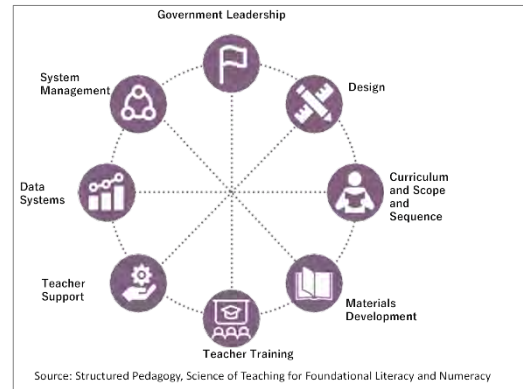 Government Leadership
Design
Curriculum
and Scope
and
Sequence
Materials
Development
Teacher Training
Teacher
Support
Data
Systems
System
Management
Source: Structured Pedagogy, Science of Teaching for Foundational Literacy and Numeracy